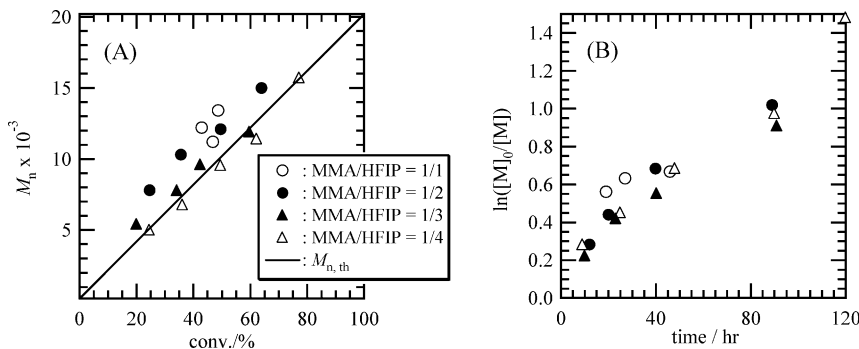 (A)
20
15
10
5
0
0 20 40 60 80 100
Mn x 10⁻³
conv./%
○ : MMA/HFIP = 1/1
● : MMA/HFIP = 1/2
▲ : MMA/HFIP = 1/3
△ : MMA/HFIP = 1/4
—: Mn, th
(B)
1.4
1.2
1.0
0.8
0.6
0.4
0.2
0.0
0 40 80 120
ln([M]0/[M])
time / hr